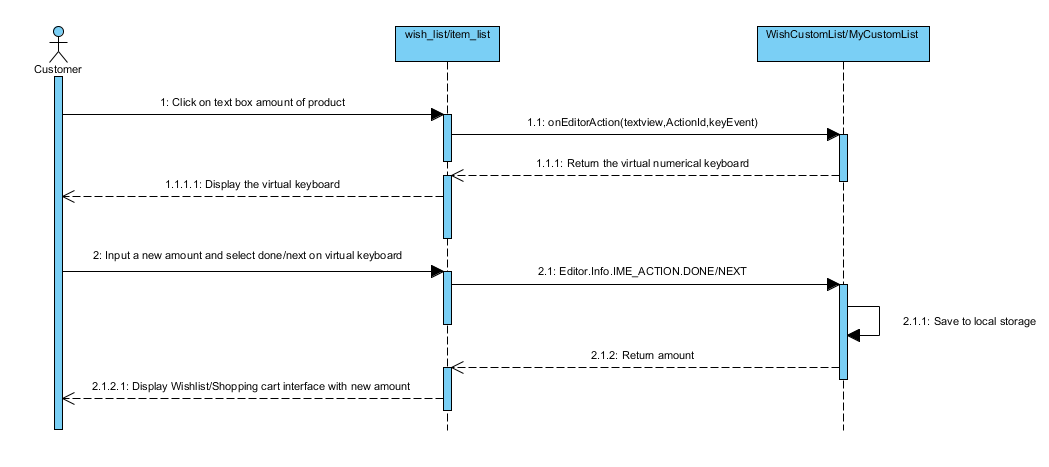 wish_list/item_list
WishCustomList/MyCustomList
Customer
1: Click on text box amount of product
1.1: onEditorAction(textview,ActionId,keyEvent)
1.1.1: Return the virtual numerical keyboard
1.1.1.1: Display the virtual keyboard
2: Input a new amount and select done/next on virtual keyboard
2.1: Editor.Info.IME_ACTION.DONE/NEXT
2.1.1: Save to local storage
2.1.2: Return amount
2.1.2.1: Display Wishlist/Shopping cart interface with new amount